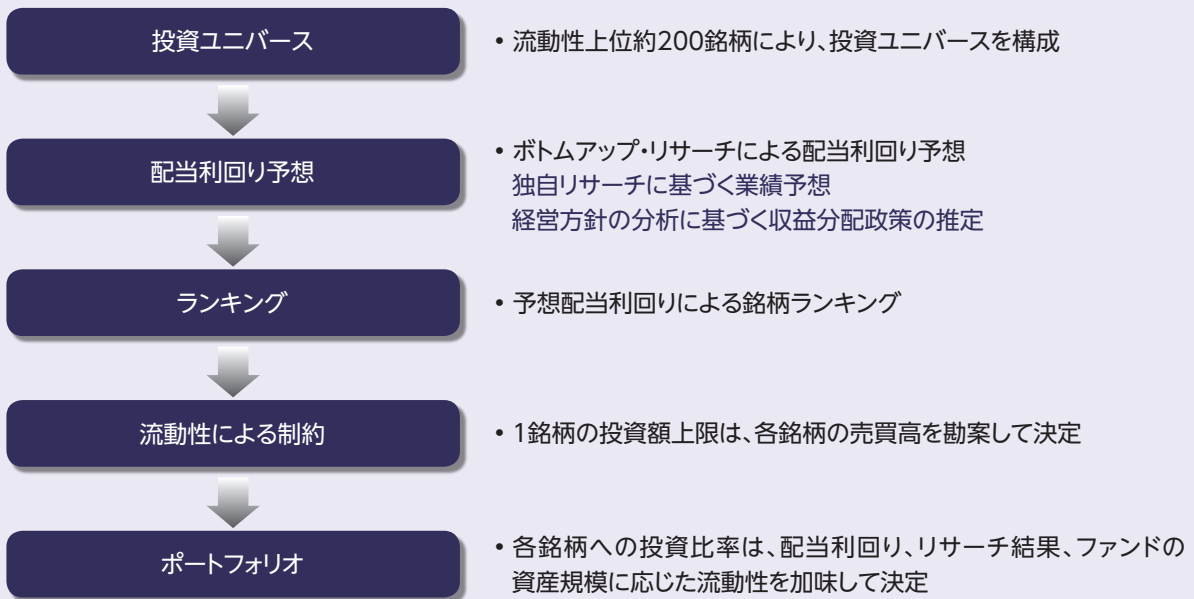 投資ユニバース
• 流動性上位約200銘柄により、投資ユニバースを構成
配当利回り予想
• ボトムアップ・リサーチによる配当利回り予想
独自リサーチに基づく業績予想
経営方針の分析に基づく収益分配政策の推定
ランキング
• 予想配当利回りによる銘柄ランキング
流動性による制約
• 1銘柄の投資額上限は、各銘柄の売買高を勘案して決定
ポートフォリオ
• 各銘柄への投資比率は、配当利回り、リサーチ結果、ファンドの
資産規模に応じた流動性を加味して決定